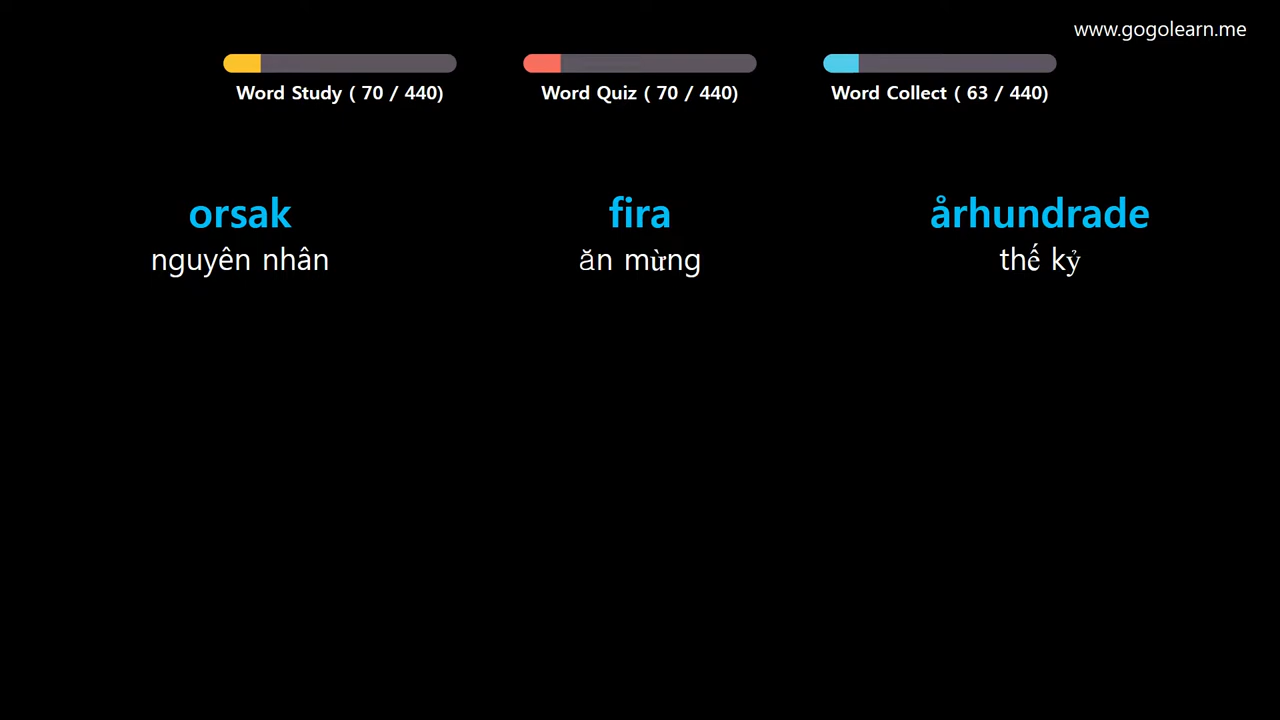 www.gogolearn.me
Word Study ( 70 / 440)
Word Quiz ( 70 / 440)
Word Collect ( 63 / 440)
orsak
nguyên nhân
fira
ăn mừng
århundrade
thế kỷ